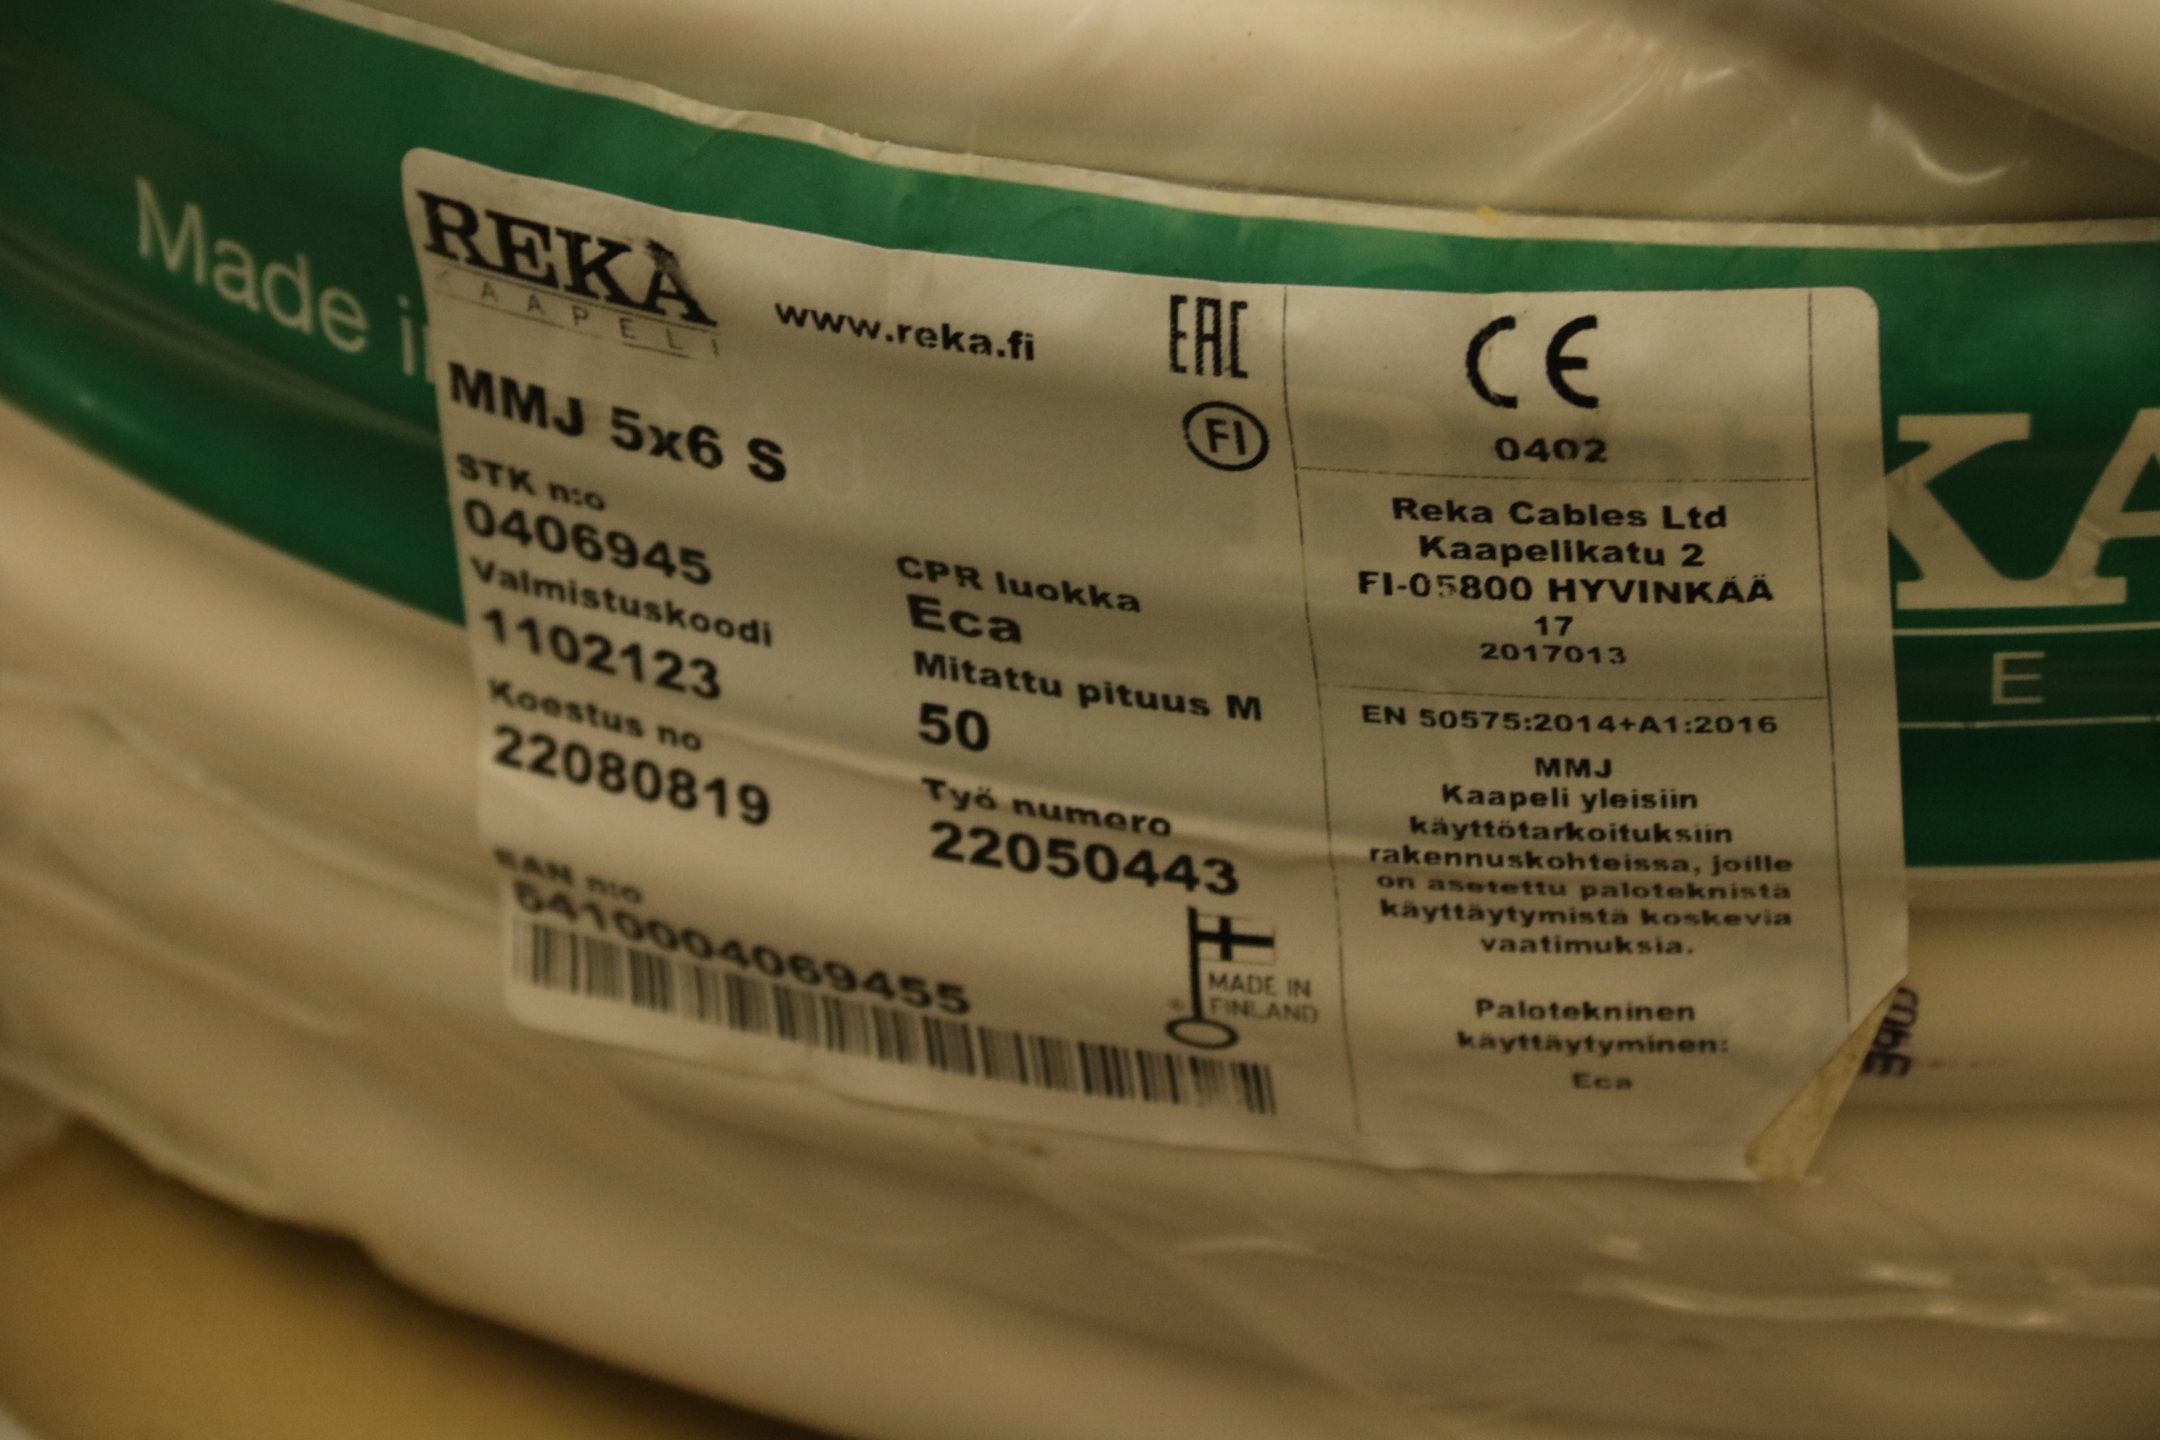 Made
REKA
KAAPELI
www.reka.fi
EAC
FI
MMJ 5x6 S
STK n:o
0406945
Valmistuskoodi
1102123
Koestus no
22080819
CPR luokka
Eca
Mitattu pituus M
50
Työ numero
22050443
EAN n:o
6410004069455
MADE IN
FINLAND
CE
0402
Reka Cables Ltd
Kaapelikatu 2
FI-05800 HYVINKÄÄ
17
2017013
EN 50575:2014+A1:2016
MMJ
Kaapeli yleisiin
käyttötarkoituksiin
rakennuskohteissa, joille
on asetettu paloteknistä
käyttäytymistä koskevia
vaatimuksia.
Palotekninen
käyttäytyminen:
Eca
KA
E